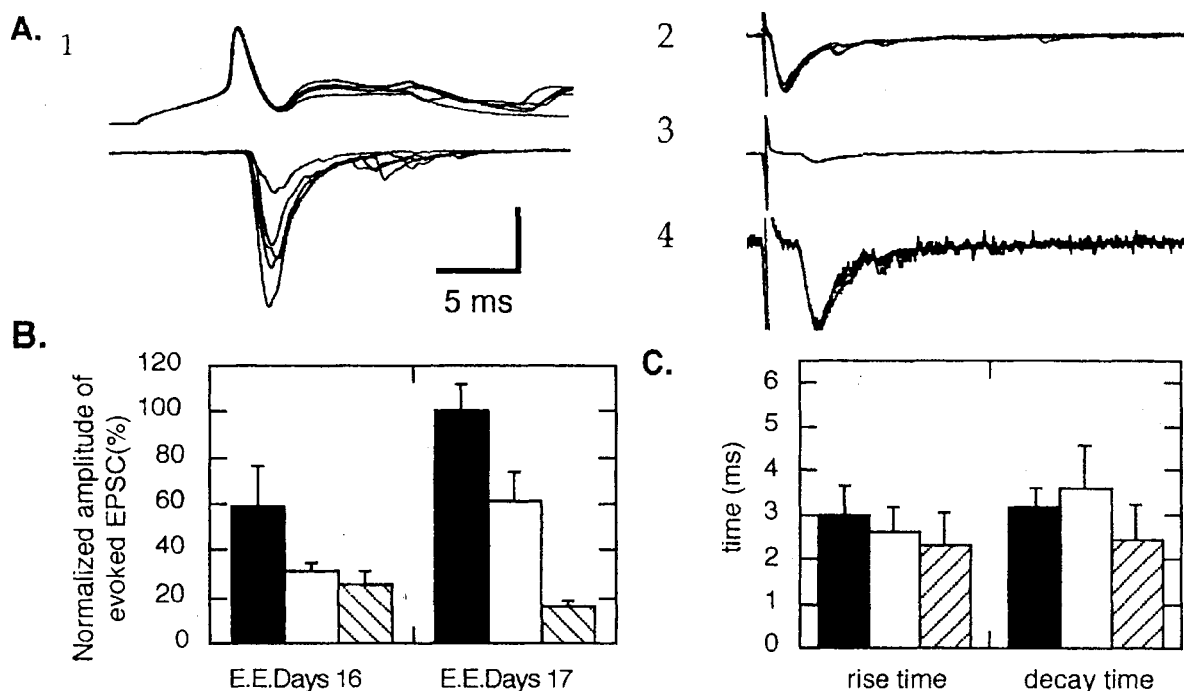 A.
1
2
3
4
5 ms
B.
Normalized amplitude of
evoked EPSC(%)
120
100
80
60
40
20
0
E.E.Days 16
E.E.Days 17
C.
time (ms)
6
5
4
3
2
1
0
rise time
decay time